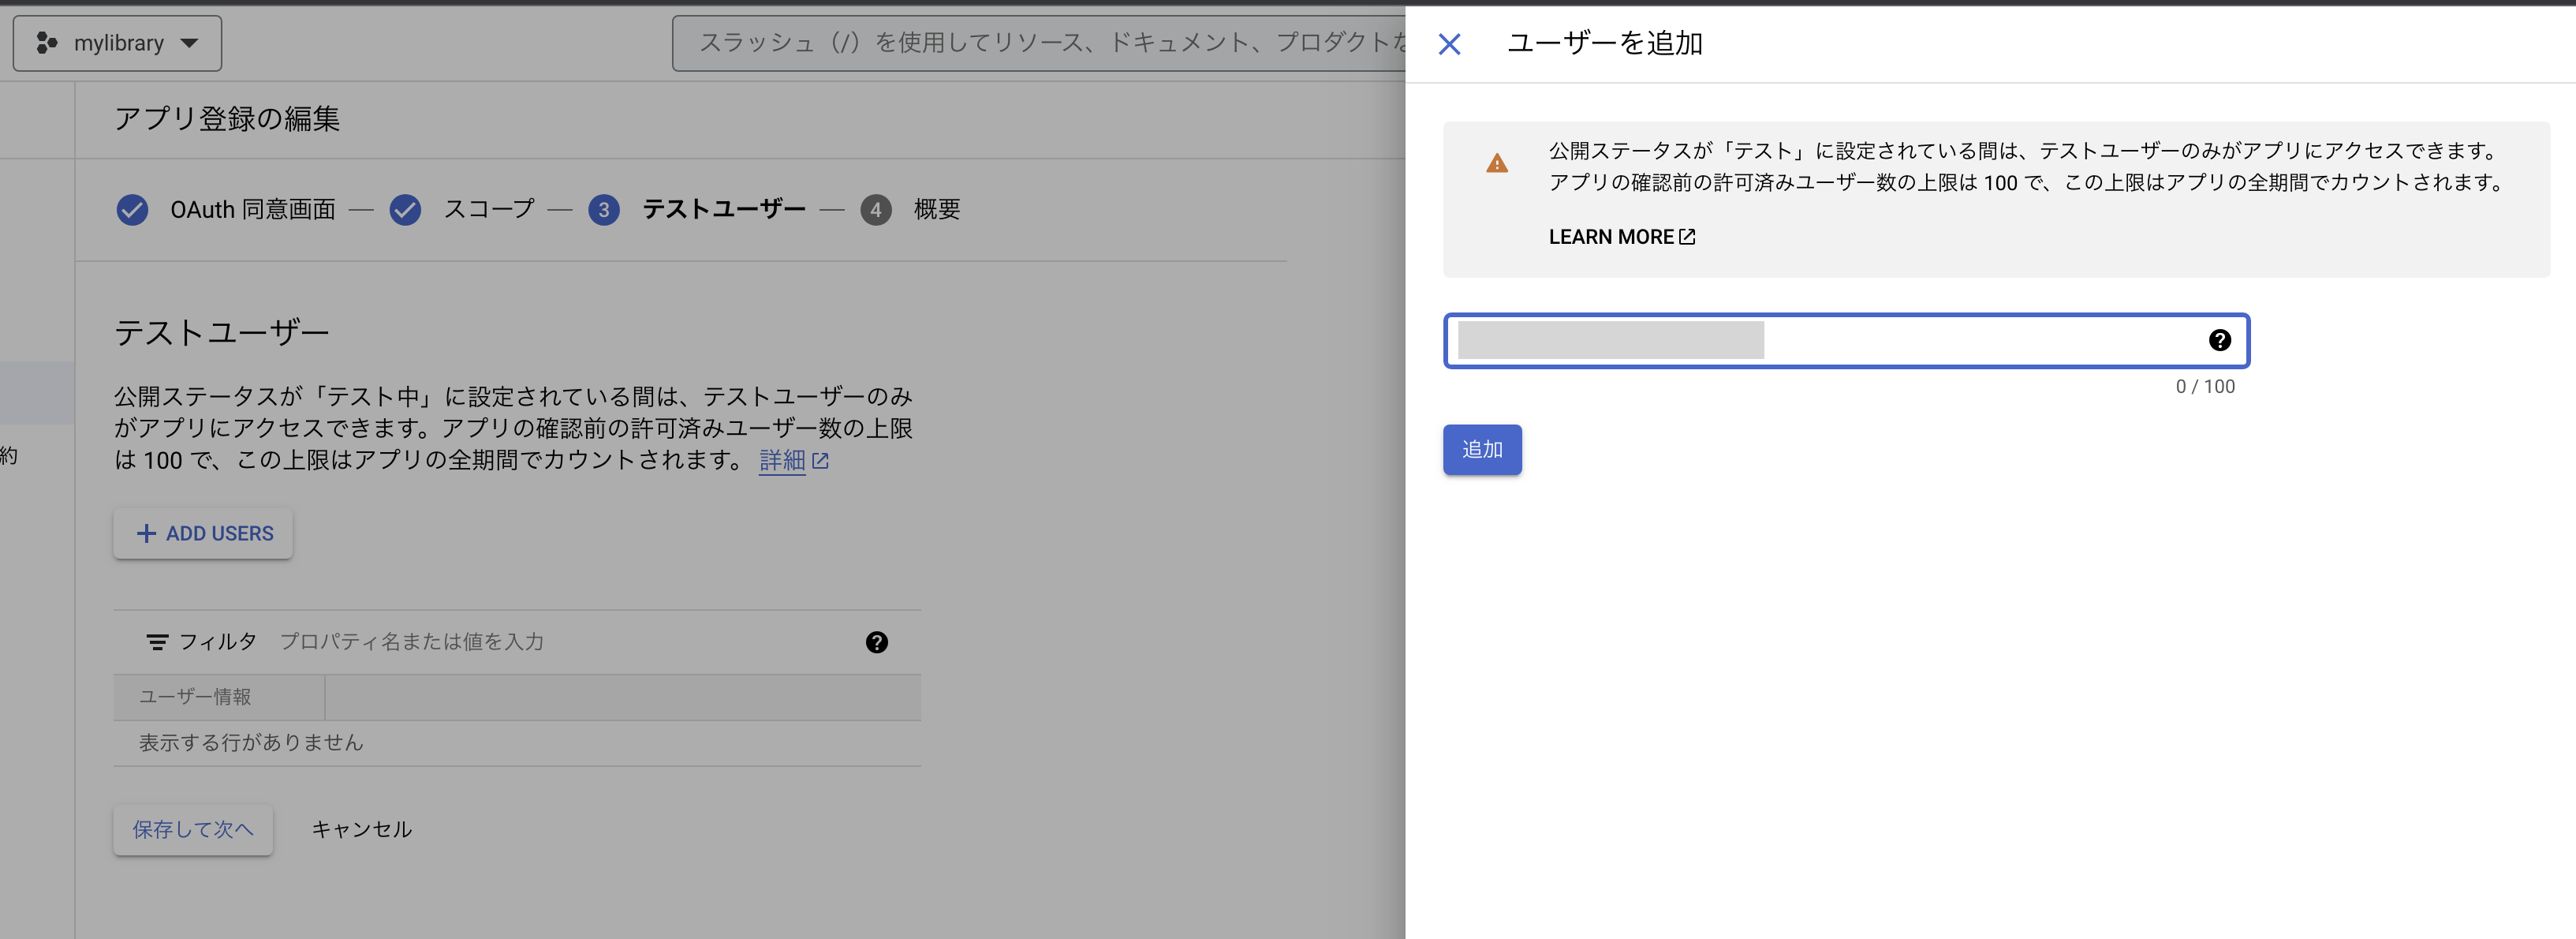 mylibrary
スラッシュ（/）を使用してリソース、ドキュメント、プロダクトな
アプリ登録の編集
OAuth 同意画面
スコープ
3 テストユーザー
4 概要
約
テストユーザー
公開ステータスが「テスト中」に設定されている間は、テストユーザーのみ
がアプリにアクセスできます。アプリの確認前の許可済みユーザー数の上限
は 100 で、この上限はアプリの全期間でカウントされます。 詳細
ADD USERS
フィルタ プロパティ名または値を入力
ユーザー情報
表示する行がありません
保存して次へ キャンセル
ユーザーを追加
公開ステータスが「テスト」に設定されている間は、テストユーザーのみがアプリにアクセスできます。
アプリの確認前の許可済みユーザー数の上限は 100 で、この上限はアプリの全期間でカウントされます。
LEARN MORE
0 / 100
追加